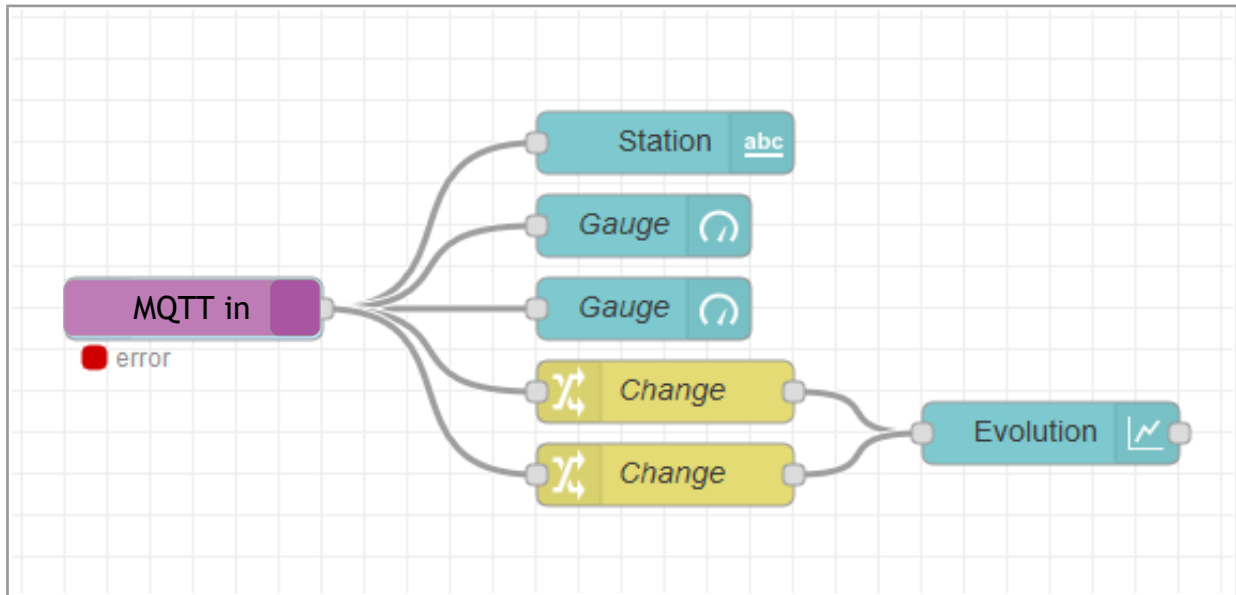 Station abc
Gauge
Gauge
MQTT in
error
Change
Change
Evolution